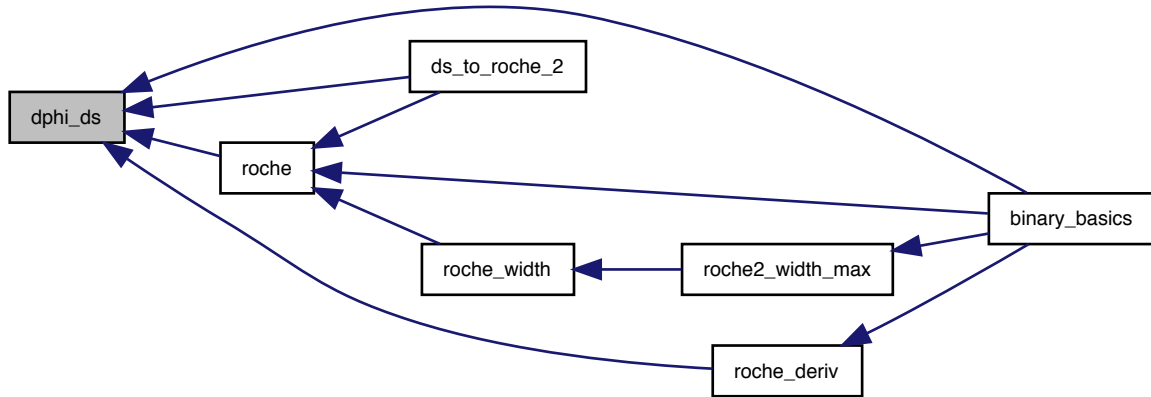 ds_to_roche_2
dphi_ds
roche
binary_basics
roche_width
roche2_width_max
roche_deriv